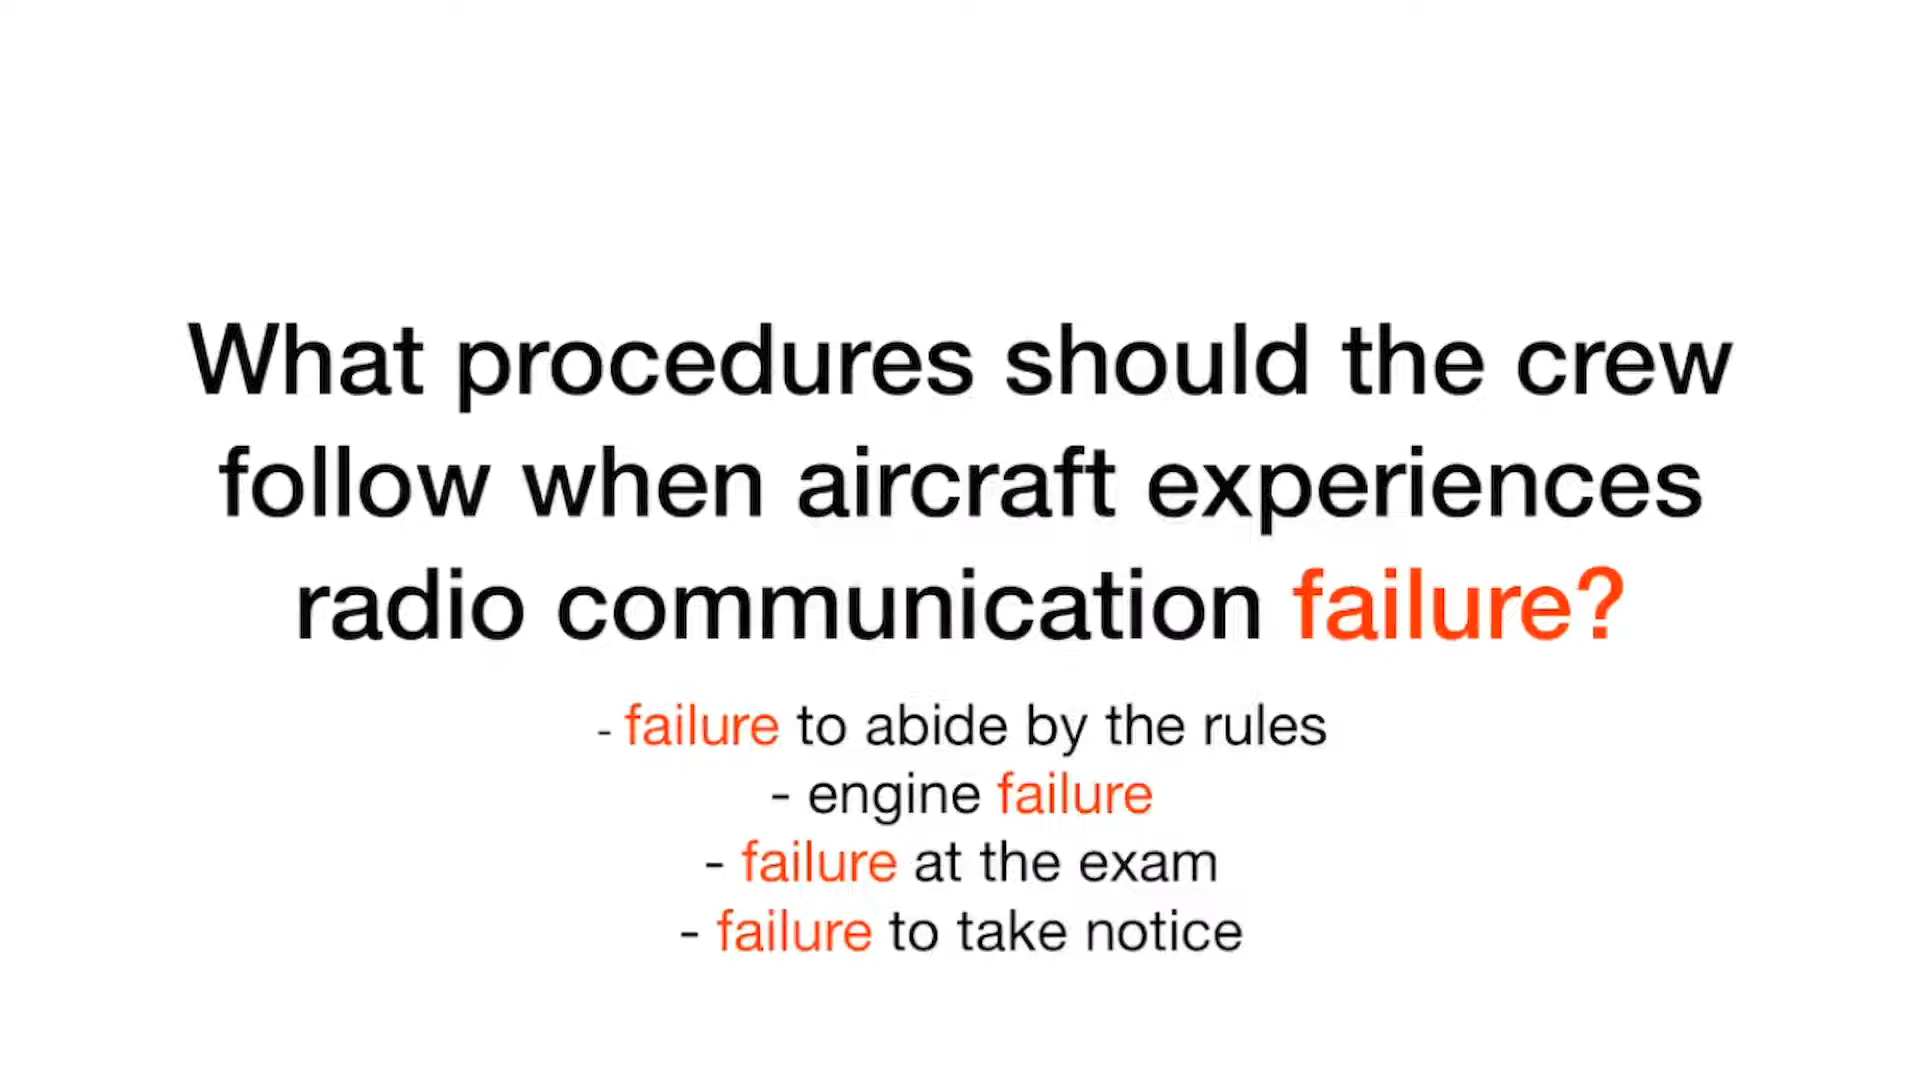 What procedures should the crew
follow when aircraft experiences
radio communication failure?
- failure to abide by the rules
- engine failure
- failure at the exam
- failure to take notice